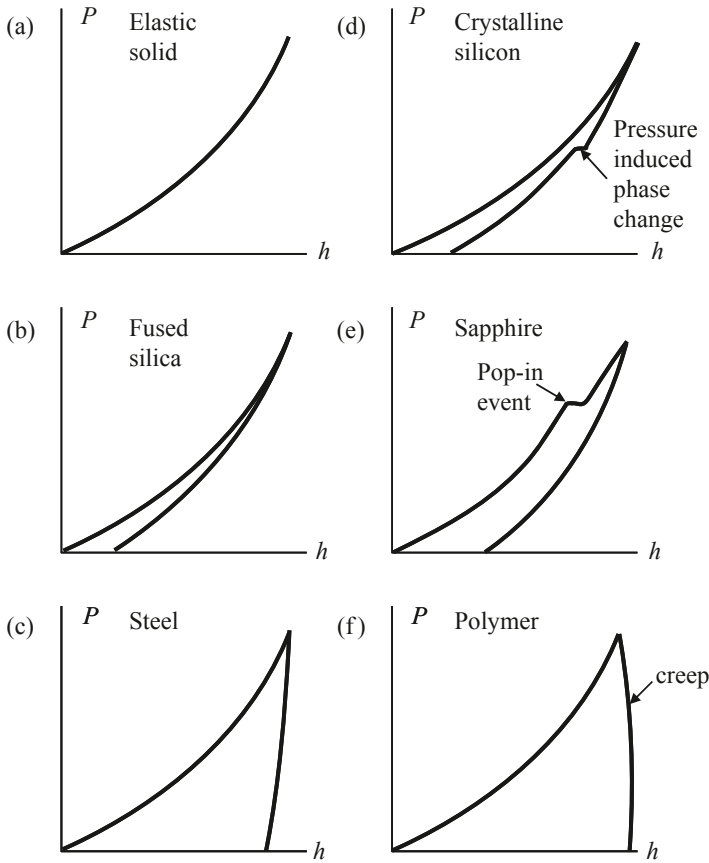 (a)
P
Elastic
solid
h
(d)
P
Crystalline
silicon
Pressure
induced
phase
change
h
(b)
P
Fused
silica
h
(e)
P
Sapphire
Pop-in
event
h
(c)
P
Steel
h
(f)
P
Polymer
creep
h